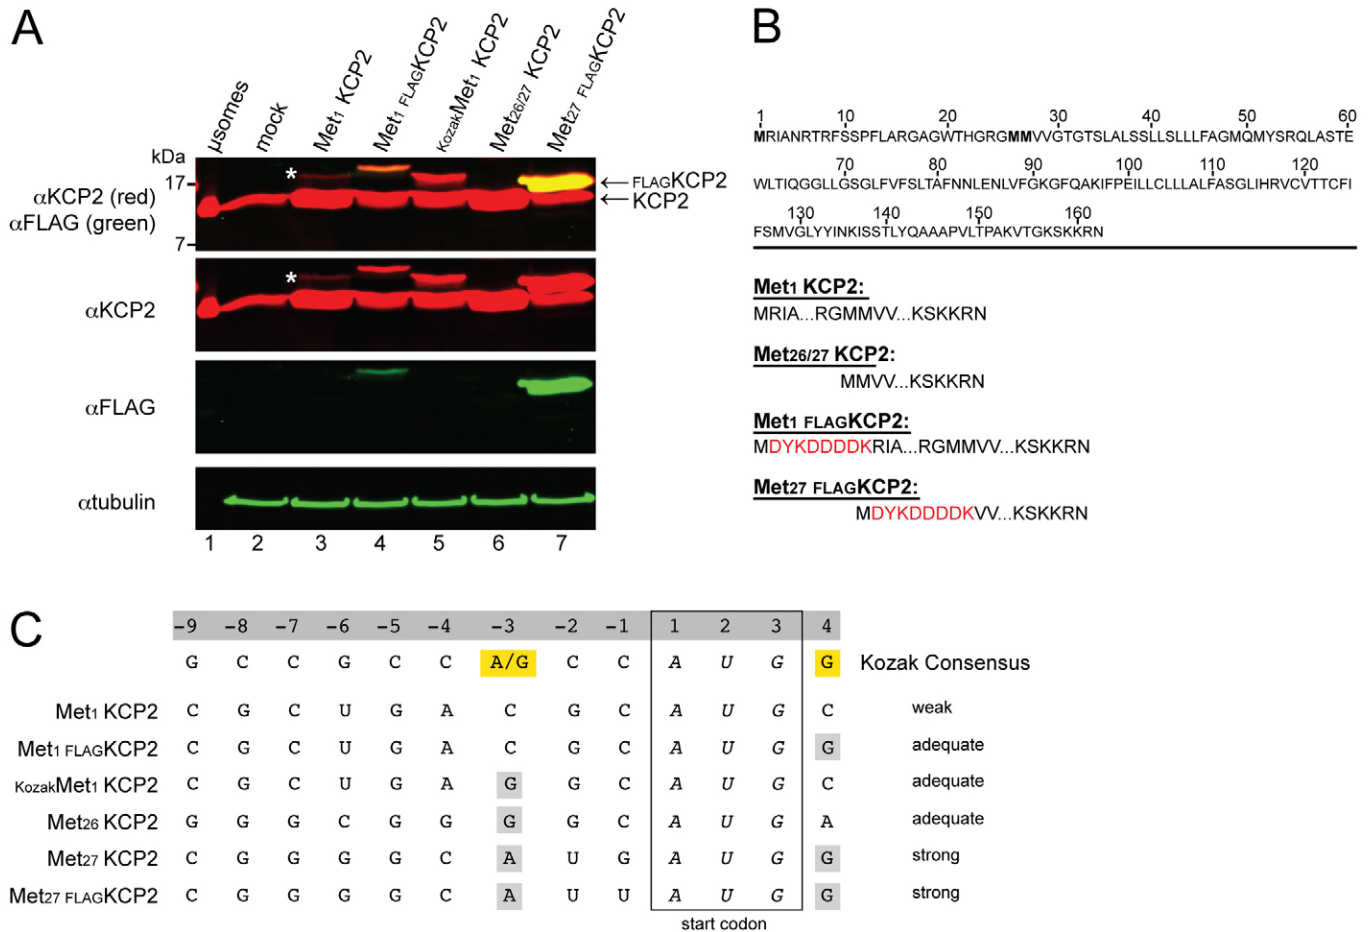 A
µsomes
mock
Met1 KCP2
Met1 FLAGKCP2
KozakMet1 KCP2
Met26/27 KCP2
Met27 FLAGKCP2
kDa
17
7
αKCP2 (red)
αFLAG (green)
*
←FLAGKCP2
←KCP2
*
αKCP2
αFLAG
αtubulin
1 2 3 4 5 6 7
B
1 10 20 30 40 50 60
MRIANRTRFSSPFLARGAGWTHGRGMMVVGTGTSLALSSLLSLLLFAGMQMYSRQLASTE
70 80 90 100 110 120
WLTIQGGLLGSGLFVFSLTAFNNLENLVFGKGFQAKIFPEILLCLLLALFASGLIHRVCVTTCFI
130 140 150 160
FSMVGLYYINKISSTLYQAAAPVLTPAKVTGKSKKRN
Met1 KCP2:
MRIA...RGMMVV...KSKKRN
Met26/27 KCP2:
MMVV...KSKKRN
Met1 FLAGKCP2:
MDYKDDDDKRIA...RGMMVV...KSKKRN
Met27 FLAGKCP2:
MDYKDDDDKVV...KSKKRN
C
-9 -8 -7 -6 -5 -4 -3 -2 -1 1 2 3 4
G C C G C C A/G C C A U G G Kozak Consensus
Met1 KCP2 C G C U G A C G C A U G C weak
Met1 FLAGKCP2 C G C U G A C G C A U G G adequate
KozakMet1 KCP2 C G C U G A G G C A U G C adequate
Met26 KCP2 G G G C G G G G C A U G A adequate
Met27 KCP2 C G G G G C A U G A U G G strong
Met27 FLAGKCP2 C G G G G C A U U A U G G strong
start codon